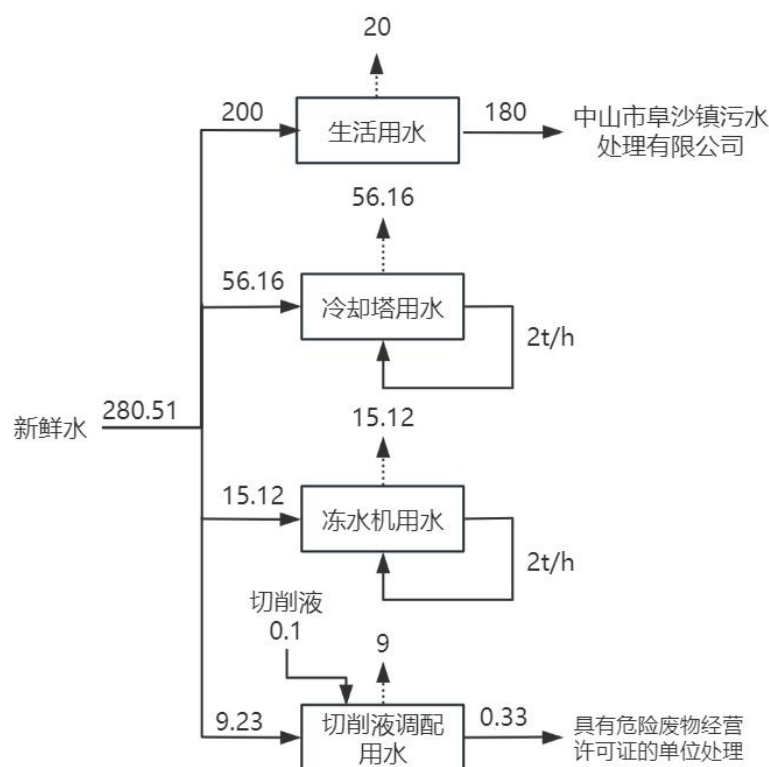 20
200
生活用水
180
中山市阜沙镇污水
处理有限公司
56.16
56.16
冷却塔用水
2t/h
新鲜水
280.51
15.12
15.12
冻水机用水
2t/h
切削液
0.1
9
9.23
切削液调配
用水
0.33
具有危险废物经营
许可证的单位处理